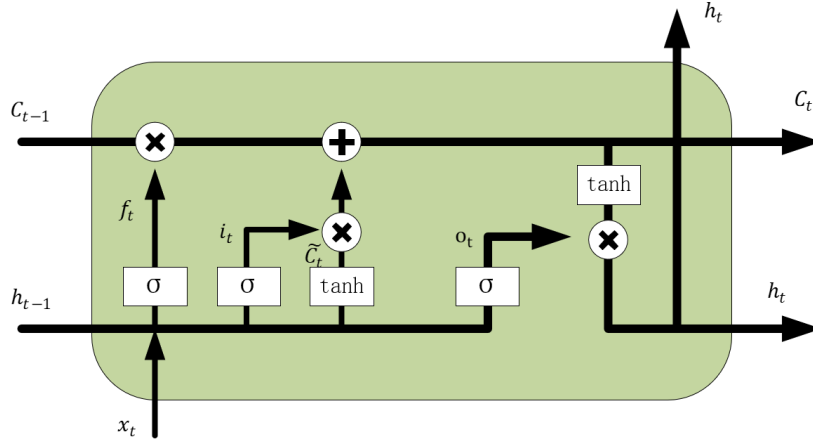 h_t
C_{t-1}
C_t
tanh
f_t
i_t
o_t
C̃_t
σ
σ
tanh
σ
h_{t-1}
h_t
x_t